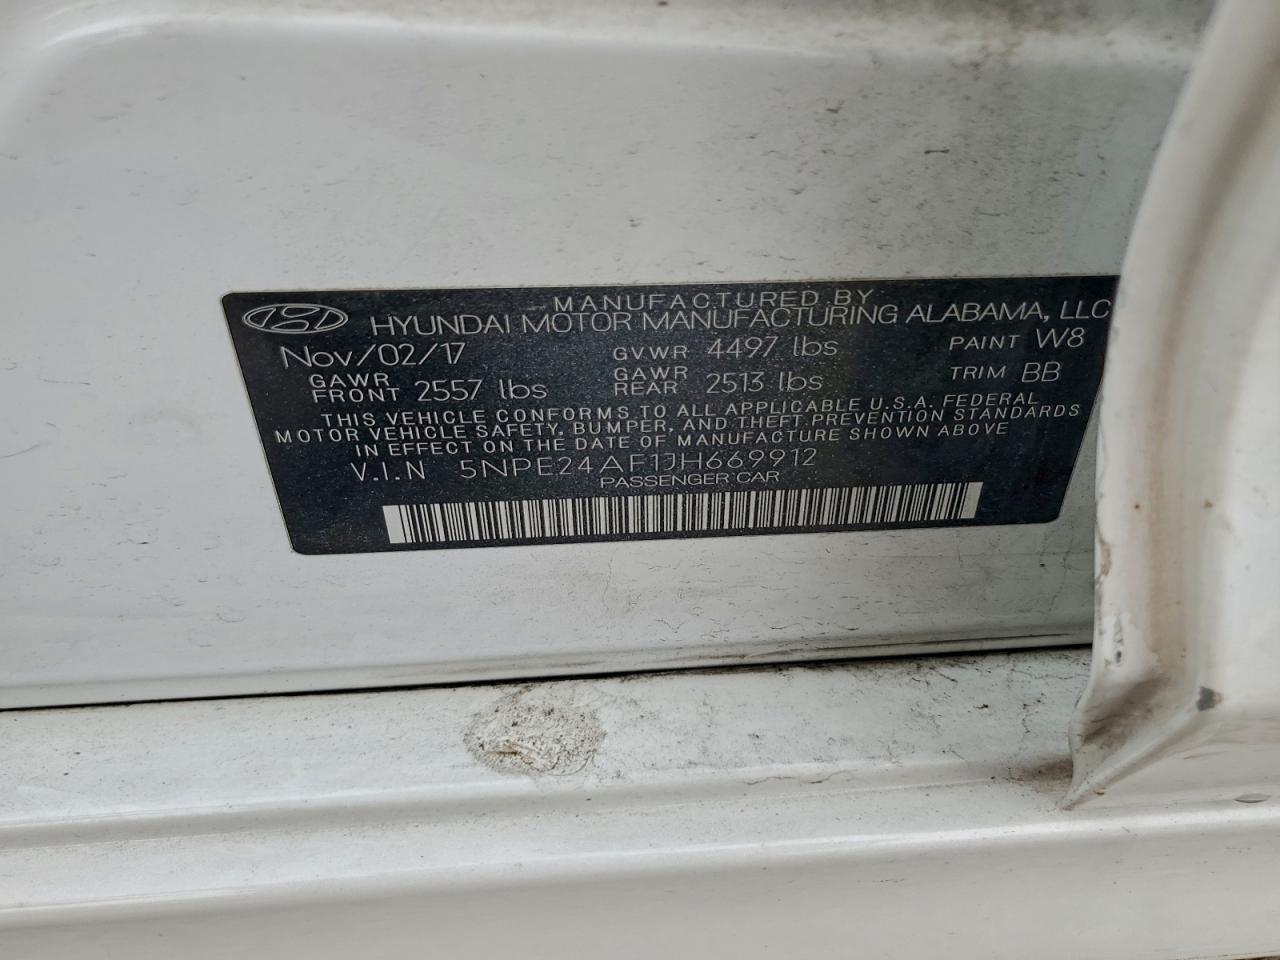 MANUFACTURED BY
HYUNDAI MOTOR MANUFACTURING ALABAMA, LLC
Nov/02/17 GVWR 4497 lbs PAINT W8
GAWR FRONT 2557 lbs GAWR REAR 2513 lbs TRIM BB
THIS VEHICLE CONFORMS TO ALL APPLICABLE U.S.A. FEDERAL
MOTOR VEHICLE SAFETY, BUMPER, AND THEFT PREVENTION STANDARDS
IN EFFECT ON THE DATE OF MANUFACTURE SHOWN ABOVE
V.I.N 5NPE24AF1JH669912
PASSENGER CAR